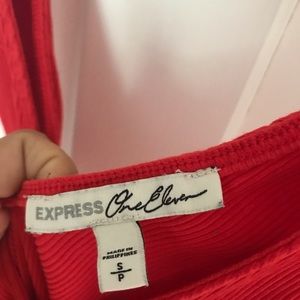 EXPRESS One Eleven
MADE IN
PHILIPPINES
S
P